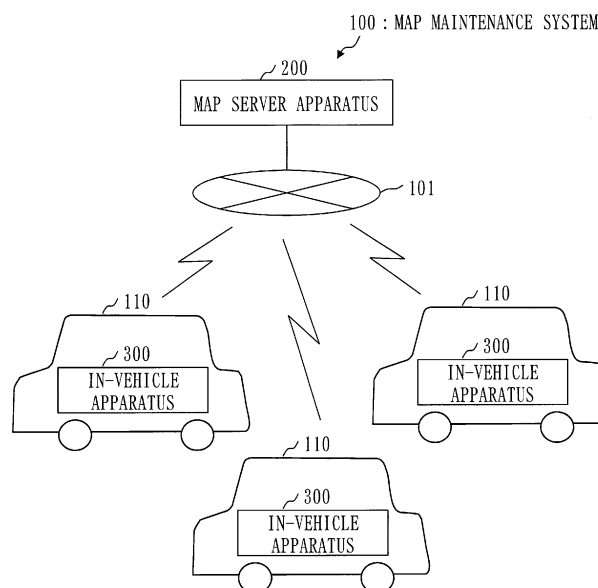 100 : MAP MAINTENANCE SYSTEM
200
MAP SERVER APPARATUS
101
110
300
IN-VEHICLE
APPARATUS
110
300
IN-VEHICLE
APPARATUS
110
300
IN-VEHICLE
APPARATUS